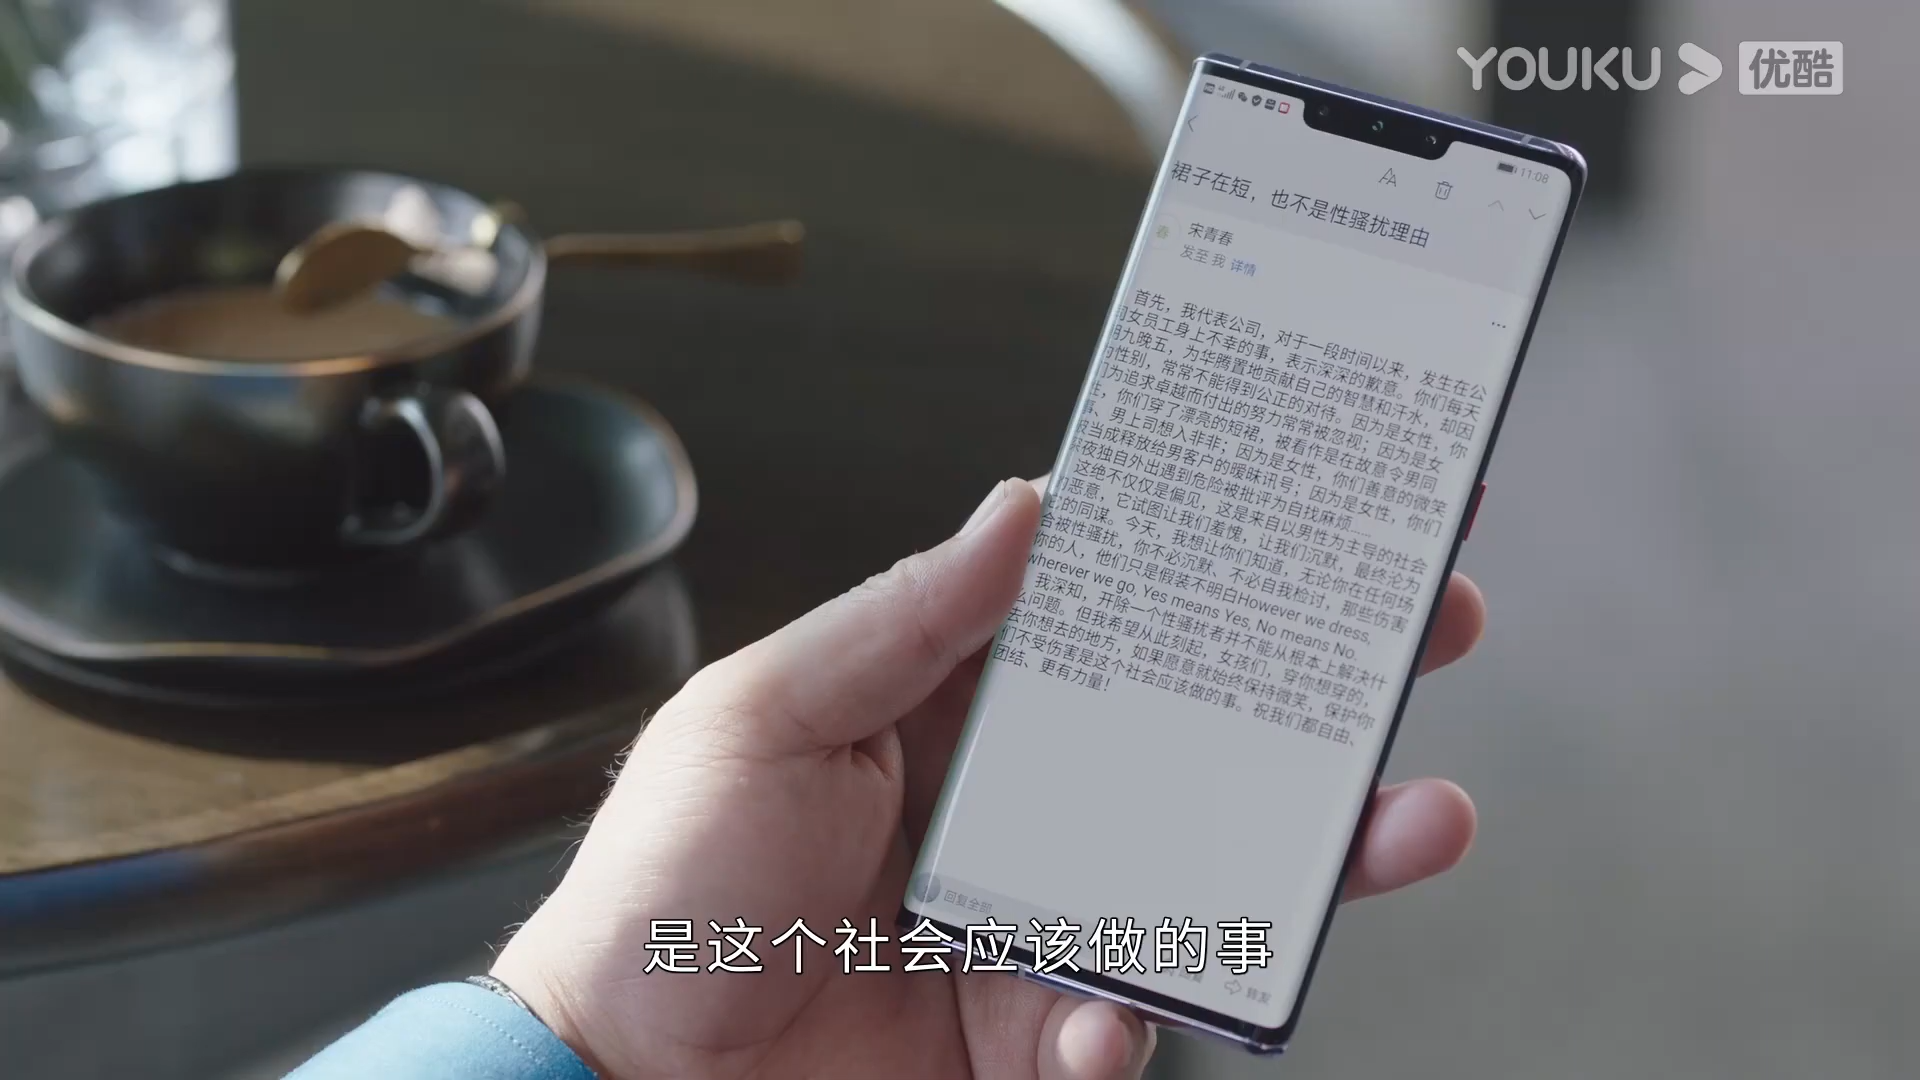 YOUKU 优酷
11:08
裙子在短，也不是性骚扰理由
宋青春
发至 我 详情
首先，我代表公司，对于一段时间以来，发生在公
司女员工身上不幸的事，表示深深的歉意。你们每天
朝九晚五，为华腾置地贡献自己的智慧和汗水，却因
的性别，常常不能得到公正的对待。因为是女性，你
们为追求卓越而付出的努力常常被忽视；因为是女
性，你们穿了漂亮的短裙，被看作是在故意令男同
事、男上司想入非非；因为是女性，你们善意的微笑
被当成释放给男客户的暧昧讯号；因为是女性，你们
深夜独自外出遇到危险被批评为自找麻烦……
这绝不仅仅是偏见，这是来自以男性为主导的社会
恶意，它试图让我们羞愧，让我们沉默，最终沦为
的同谋。今天，我想让你们知道，无论你在任何场
合被性骚扰，你不必沉默、不必自我检讨，那些伤害
你的人，他们只是假装不明白However we dress,
wherever we go, Yes means Yes, No means No.
我深知，开除一个性骚扰者并不能从根本上解决什
么问题。但我希望从此刻起，女孩们，穿你想穿的，
去你想去的地方，如果愿意就始终保持微笑，保护你
们不受伤害是这个社会应该做的事。祝我们都自由、
团结、更有力量！
回复全部
转发
是这个社会应该做的事